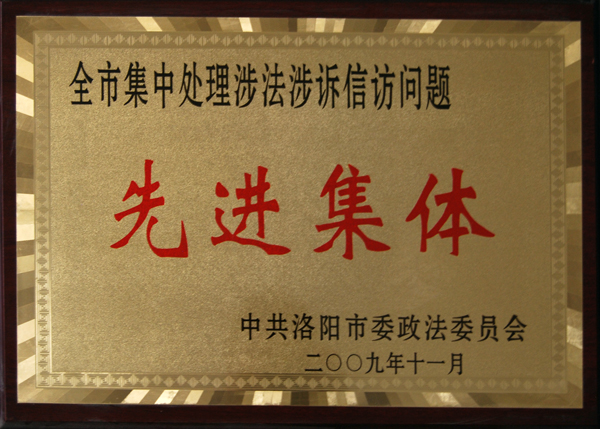 全市集中处理涉法涉诉信访问题
先进集体
中共洛阳市委政法委员会
二〇〇九年十一月